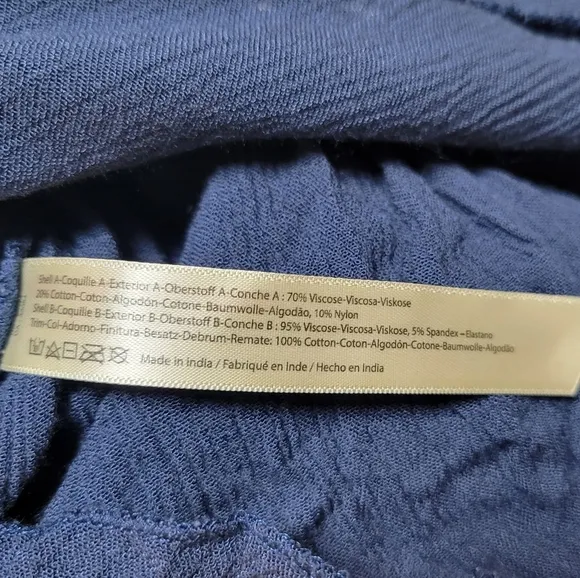 Shell A-Coquille A-Exterior A-Oberstoff A-Conche A : 70% Viscose-Viscosa-Viskose
20% Cotton-Coton-Algodón-Cotone-Baumwolle-Algodão, 10% Nylon
Shell B-Coquille B-Exterior B-Oberstoff B-Conche B : 95% Viscose-Viscosa-Viskose, 5% Spandex – Elastano
Trim-Col-Adorno-Finitura-Besatz-Debrum-Remate: 100% Cotton-Coton-Algodón-Cotone-Baumwolle-Algodão
Made in India / Fabriqué en Inde / Hecho en India